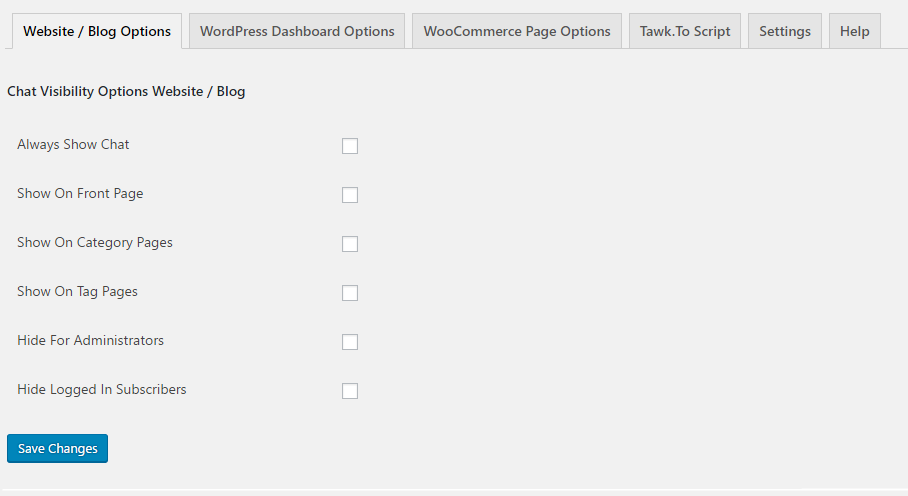 Website / Blog Options WordPress Dashboard Options WooCommerce Page Options Tawk.To Script Settings Help
Chat Visibility Options Website / Blog
Always Show Chat
Show On Front Page
Show On Category Pages
Show On Tag Pages
Hide For Administrators
Hide Logged In Subscribers
Save Changes